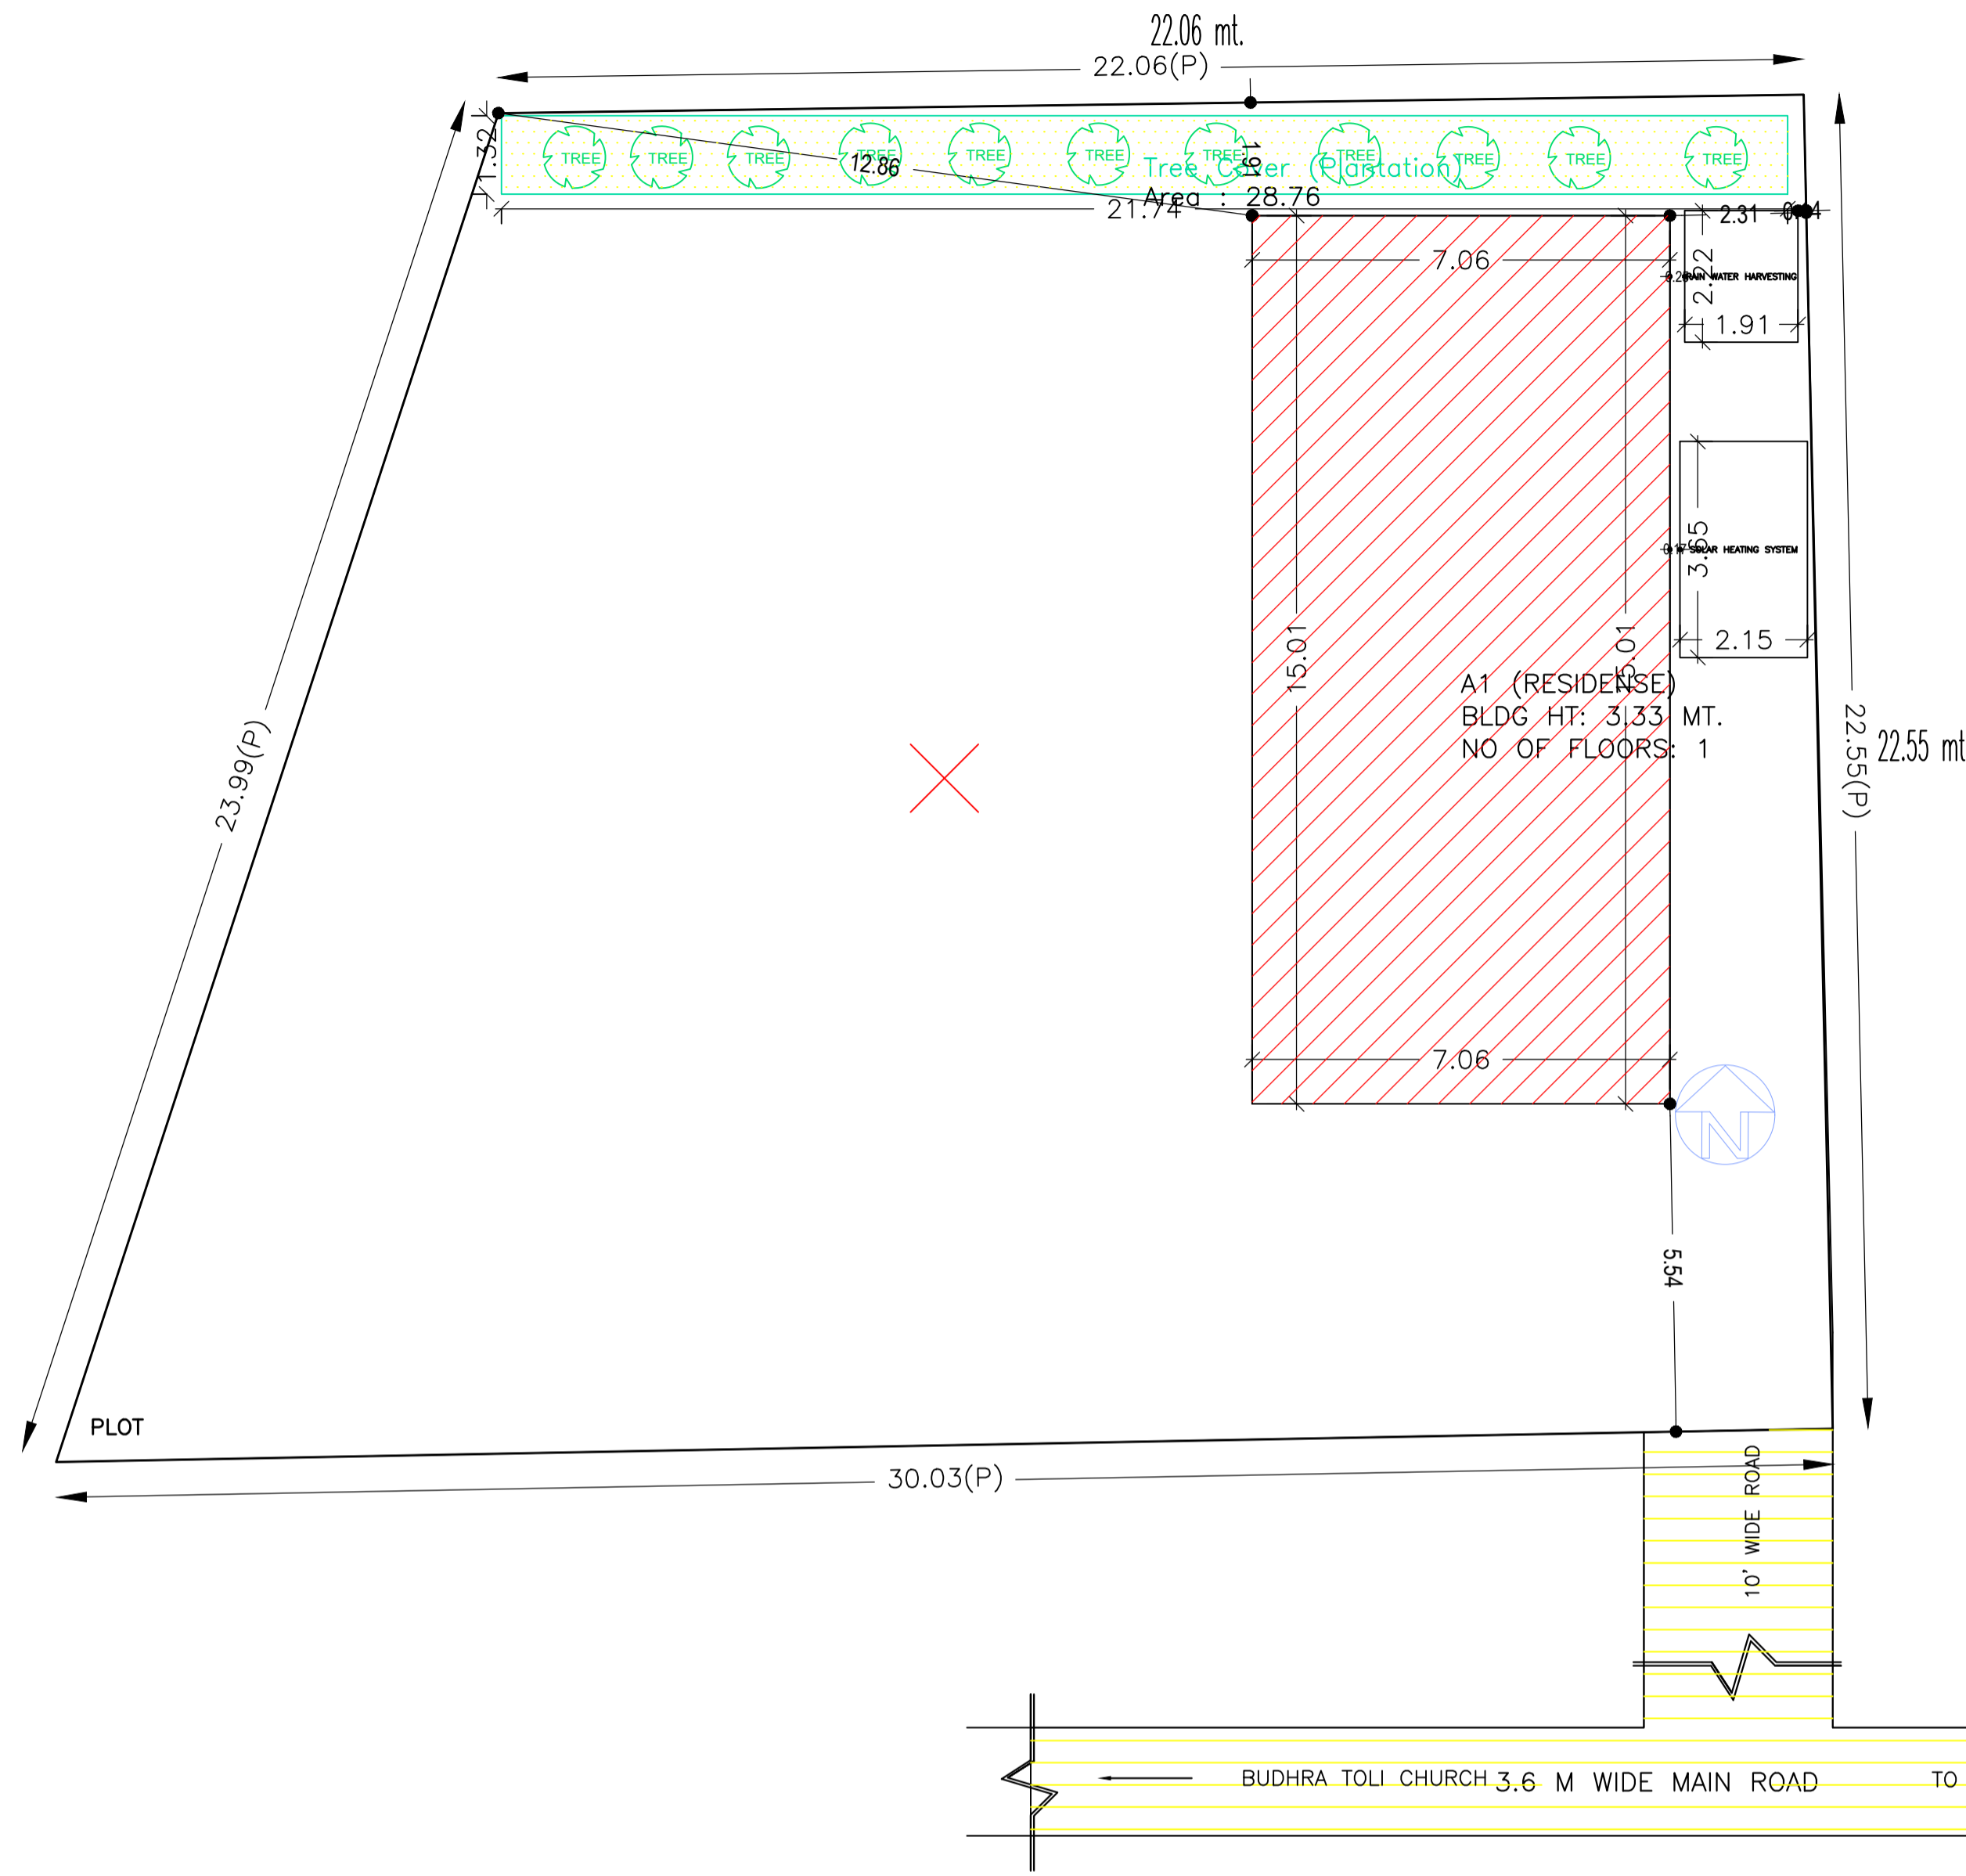 22.06 mt.
22.06(P)
1.32
TREE TREE TREE TREE TREE TREE TREE TREE TREE TREE TREE
12.86
1.91
Tree Cover (Plantation)
Area : 28.76
21.74
2.31
7.06
2.22
RAIN WATER HARVESTING
1.91
3.65
0.17
SOLAR HEATING SYSTEM
2.15
15.01
15.01
A1 (RESIDENSE)
BLDG HT: 3.33 MT.
NO OF FLOORS: 1
23.99(P)
22.55(P)
22.55 mt
7.06
N
5.54
PLOT
30.03(P)
10' WIDE ROAD
BUDHRA TOLI CHURCH
3.6 M WIDE MAIN ROAD
TO